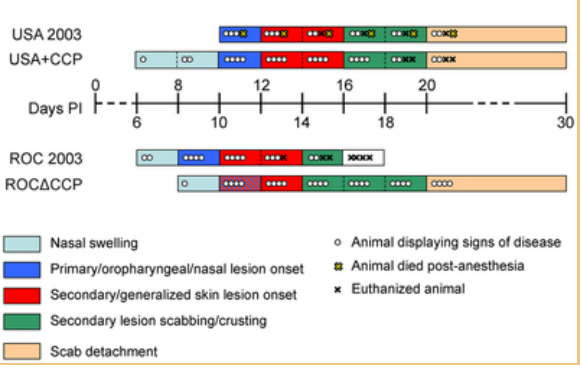 USA 2003
USA+CCP
0 8 12 16 20
Days PI
6 10 14 18 30
ROC 2003
ROCΔCCP
Nasal swelling
Primary/oropharyngeal/nasal lesion onset
Secondary/generalized skin lesion onset
Secondary lesion scabbing/crusting
Scab detachment
Animal displaying signs of disease
Animal died post-anesthesia
Euthanized animal